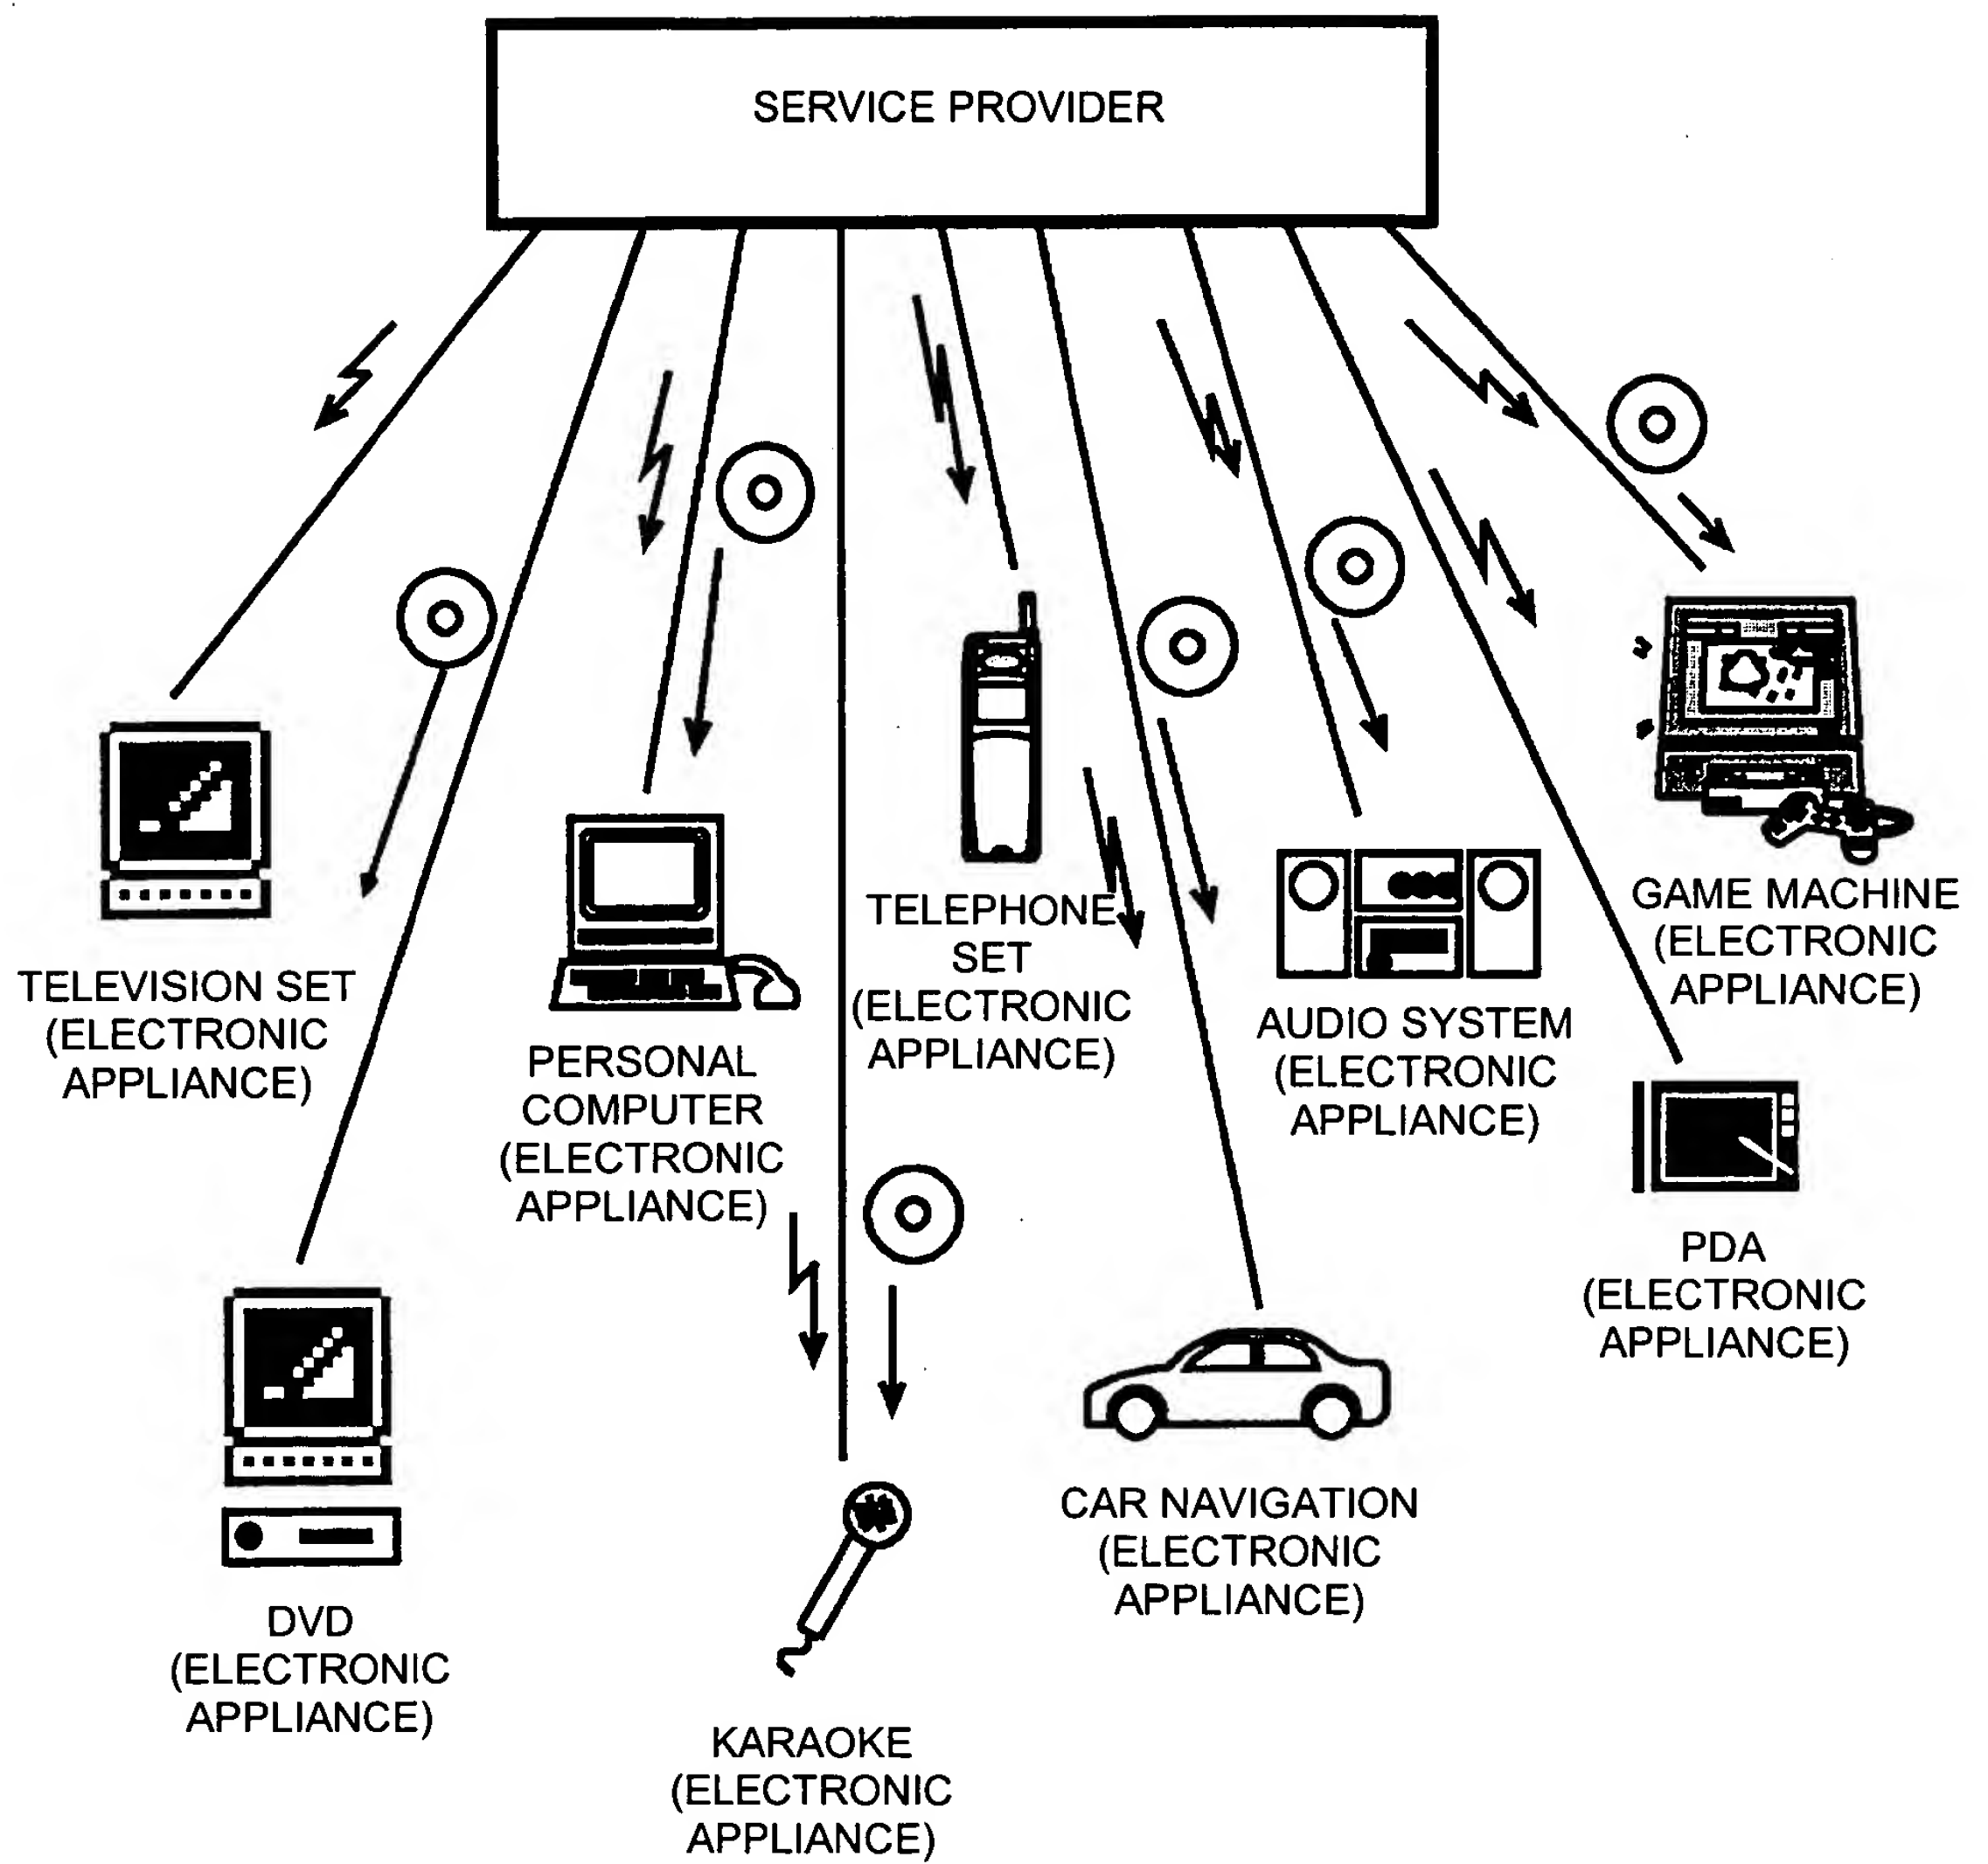 SERVICE PROVIDER
TELEVISION SET
(ELECTRONIC
APPLIANCE)
PERSONAL
COMPUTER
(ELECTRONIC
APPLIANCE)
TELEPHONE
SET
(ELECTRONIC
APPLIANCE)
AUDIO SYSTEM
(ELECTRONIC
APPLIANCE)
GAME MACHINE
(ELECTRONIC
APPLIANCE)
DVD
(ELECTRONIC
APPLIANCE)
KARAOKE
(ELECTRONIC
APPLIANCE)
CAR NAVIGATION
(ELECTRONIC
APPLIANCE)
PDA
(ELECTRONIC
APPLIANCE)